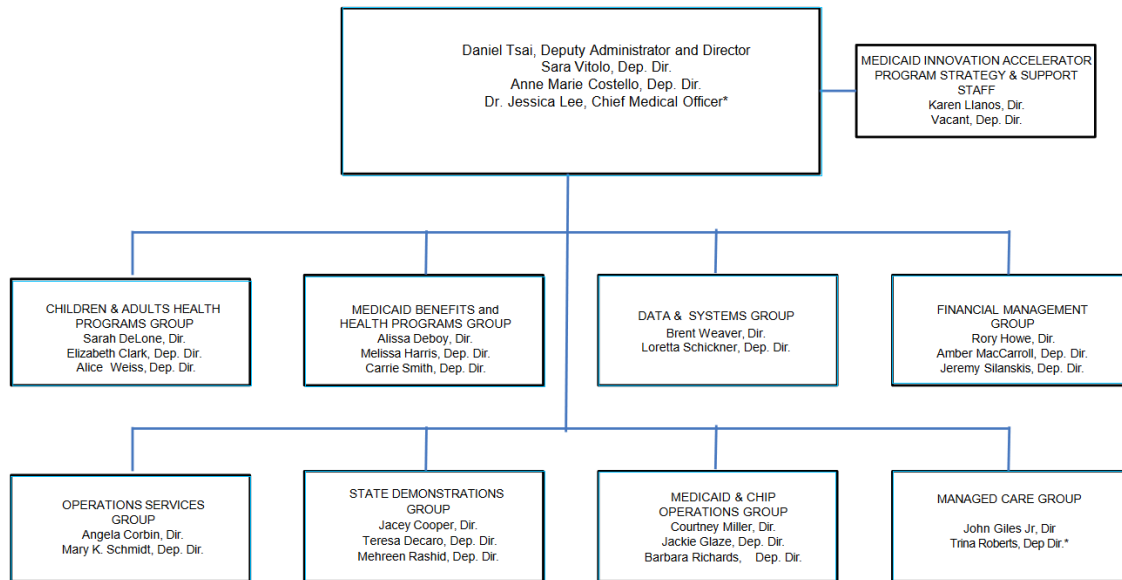 Daniel Tsai, Deputy Administrator and Director
Sara Vitolo, Dep. Dir.
Anne Marie Costello, Dep. Dir.
Dr. Jessica Lee, Chief Medical Officer*
MEDICAID INNOVATION ACCELERATOR
PROGRAM STRATEGY & SUPPORT
STAFF
Karen Llanos, Dir.
Vacant, Dep. Dir.
CHILDREN & ADULTS HEALTH
PROGRAMS GROUP
Sarah DeLone, Dir.
Elizabeth Clark, Dep. Dir.
Alice Weiss, Dep. Dir.
MEDICAID BENEFITS and
HEALTH PROGRAMS GROUP
Alissa Deboy, Dir.
Melissa Harris, Dep. Dir.
Carrie Smith, Dep. Dir.
DATA & SYSTEMS GROUP
Brent Weaver, Dir.
Loretta Schickner, Dep. Dir.
FINANCIAL MANAGEMENT
GROUP
Rory Howe, Dir.
Amber MacCarroll, Dep. Dir.
Jeremy Silanskis, Dep. Dir.
OPERATIONS SERVICES
GROUP
Angela Corbin, Dir.
Mary K. Schmidt, Dep. Dir.
STATE DEMONSTRATIONS
GROUP
Jacey Cooper, Dir.
Teresa Decaro, Dep. Dir.
Mehreen Rashid, Dep. Dir.
MEDICAID & CHIP
OPERATIONS GROUP
Courtney Miller, Dir.
Jackie Glaze, Dep. Dir.
Barbara Richards, Dep. Dir.
MANAGED CARE GROUP
John Giles Jr, Dir
Trina Roberts, Dep Dir.*